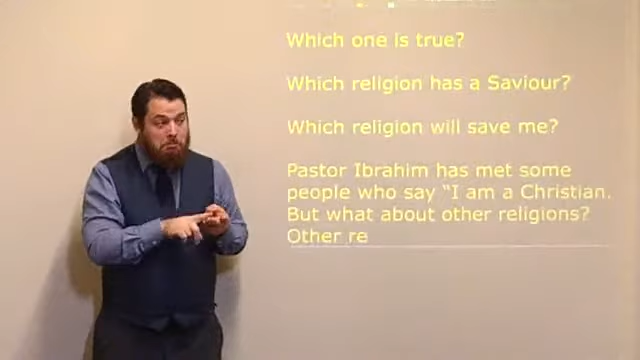 Which one is true?
Which religion has a Saviour?
Which religion will save me?
Pastor Ibrahim has met some
people who say “I am a Christian.
But what about other religions?
Other re